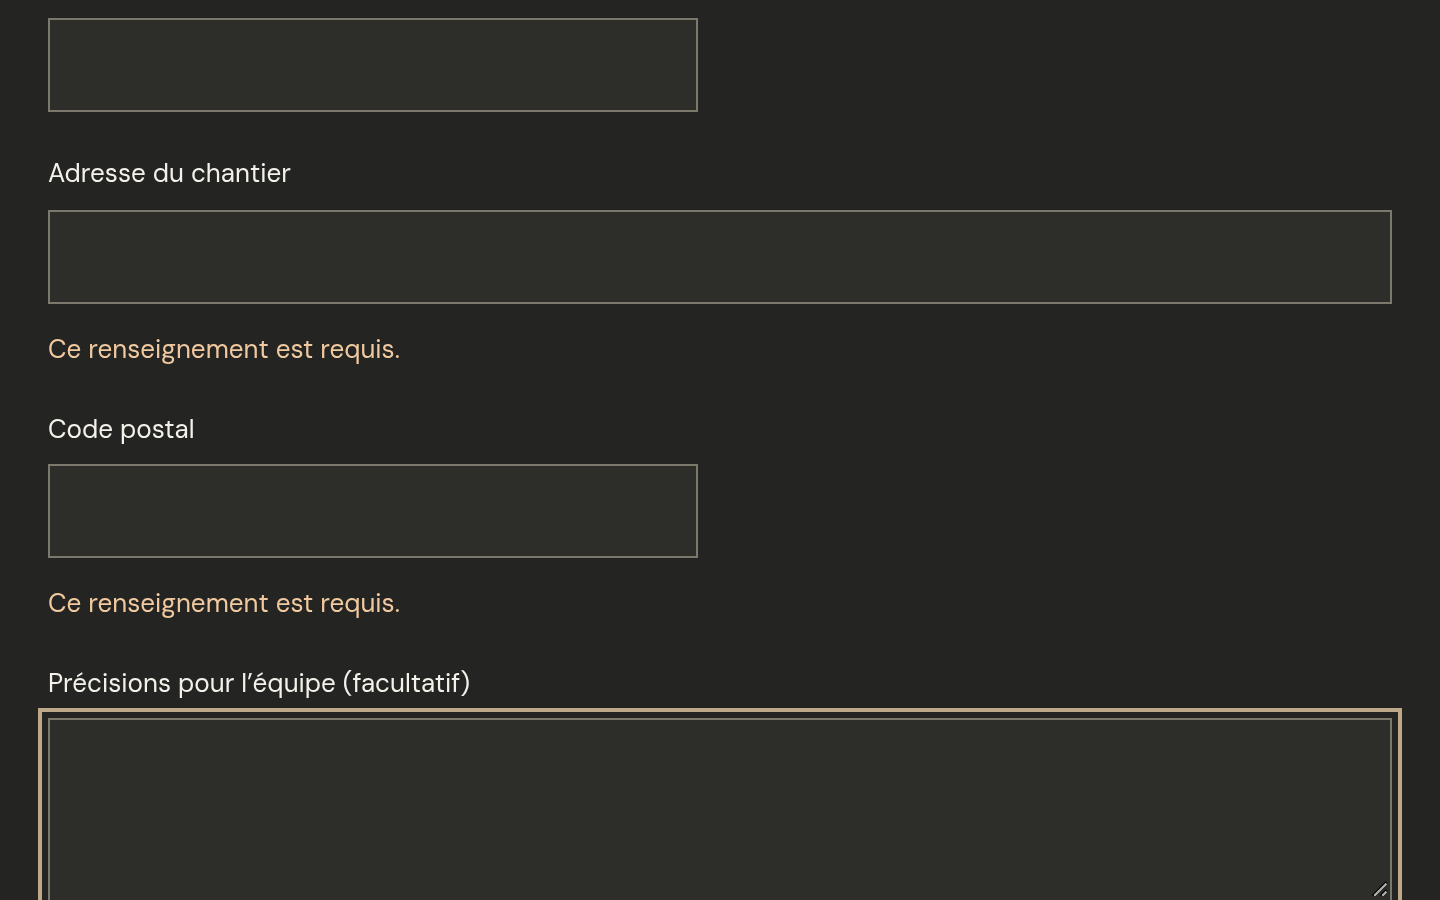 Adresse du chantier
Ce renseignement est requis.
Code postal
Ce renseignement est requis.
Précisions pour l’équipe (facultatif)